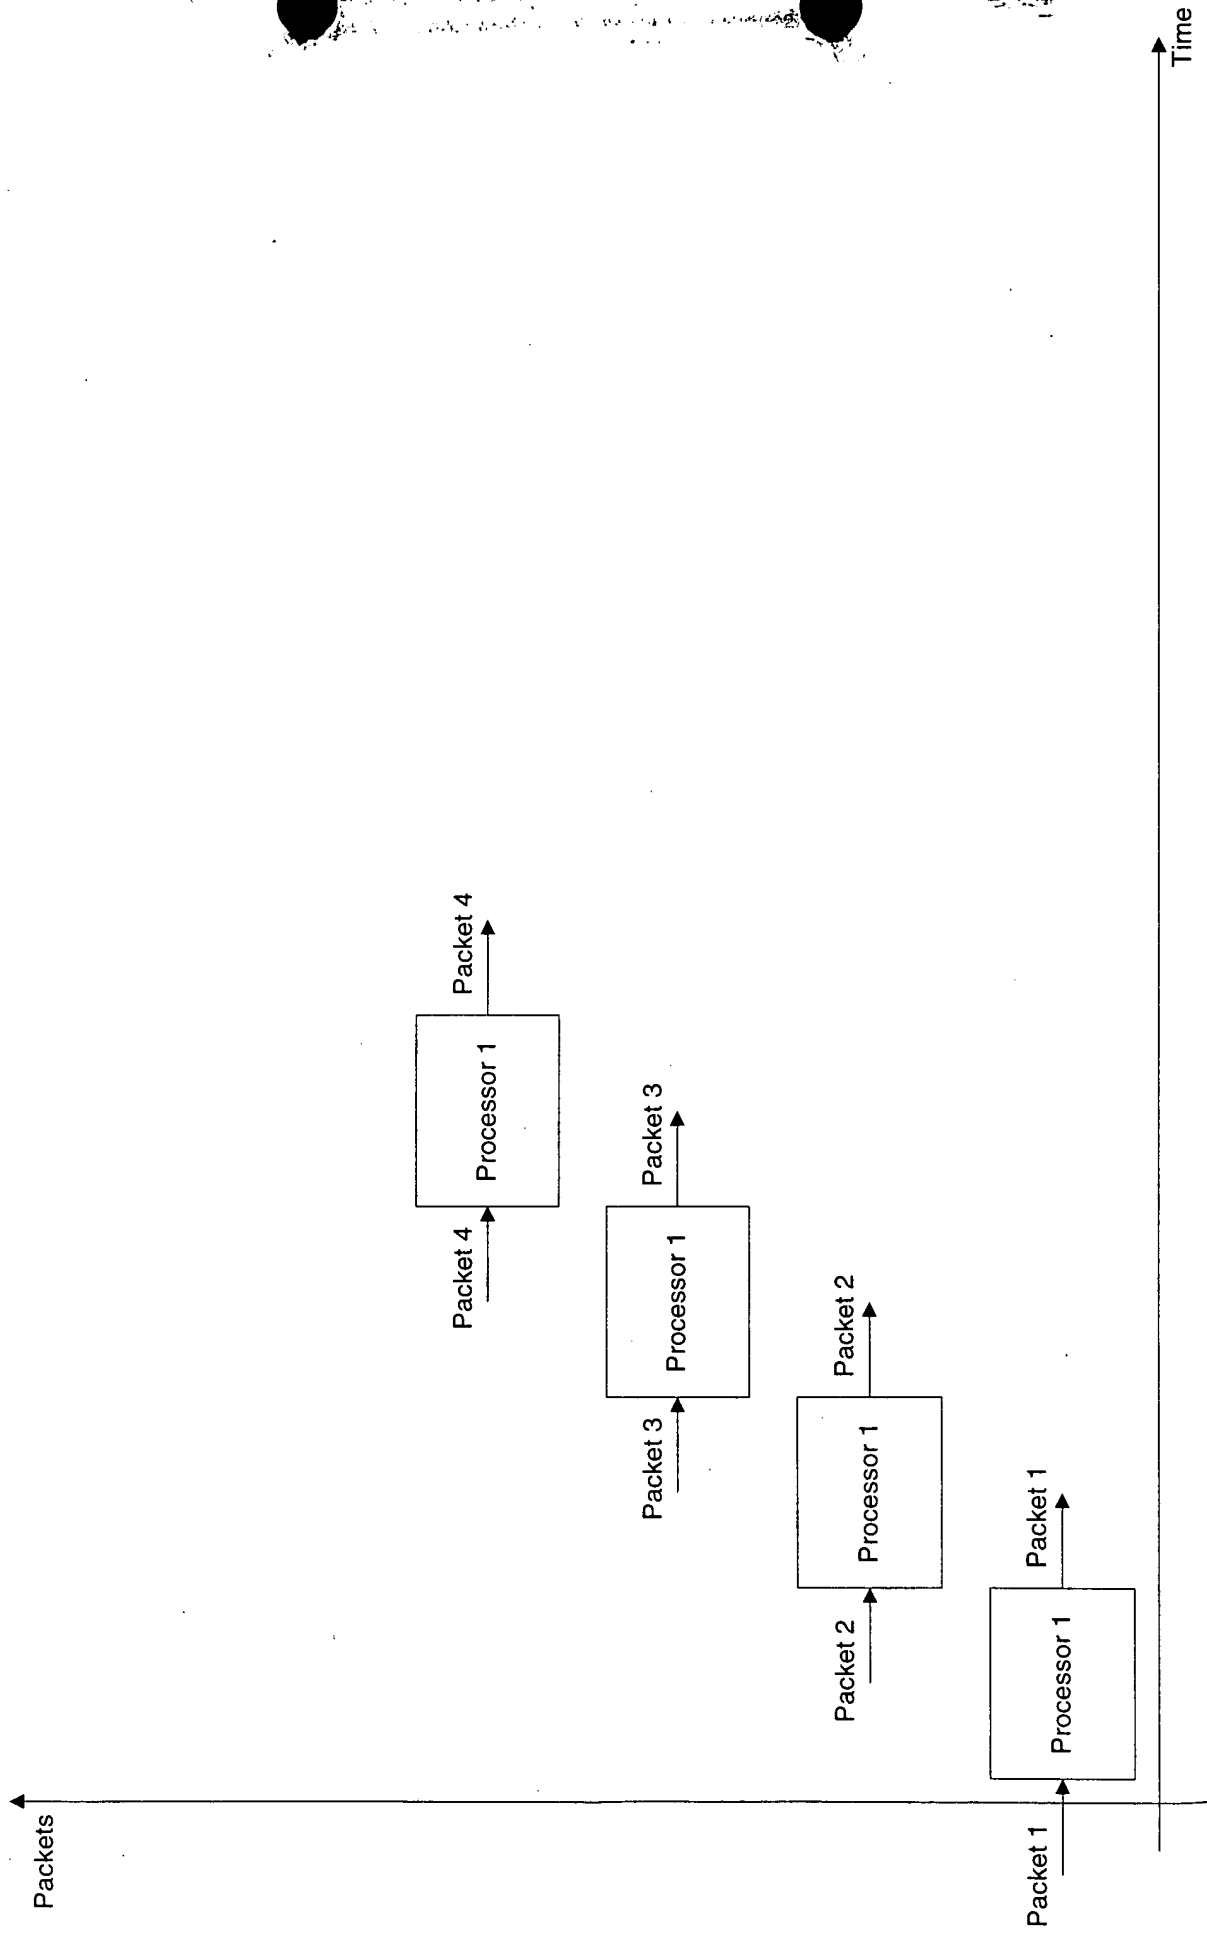 Packets
Packet 4
Processor 1
Packet 4
Packet 3
Processor 1
Packet 3
Packet 2
Processor 1
Packet 2
Packet 1
Processor 1
Packet 1
Time